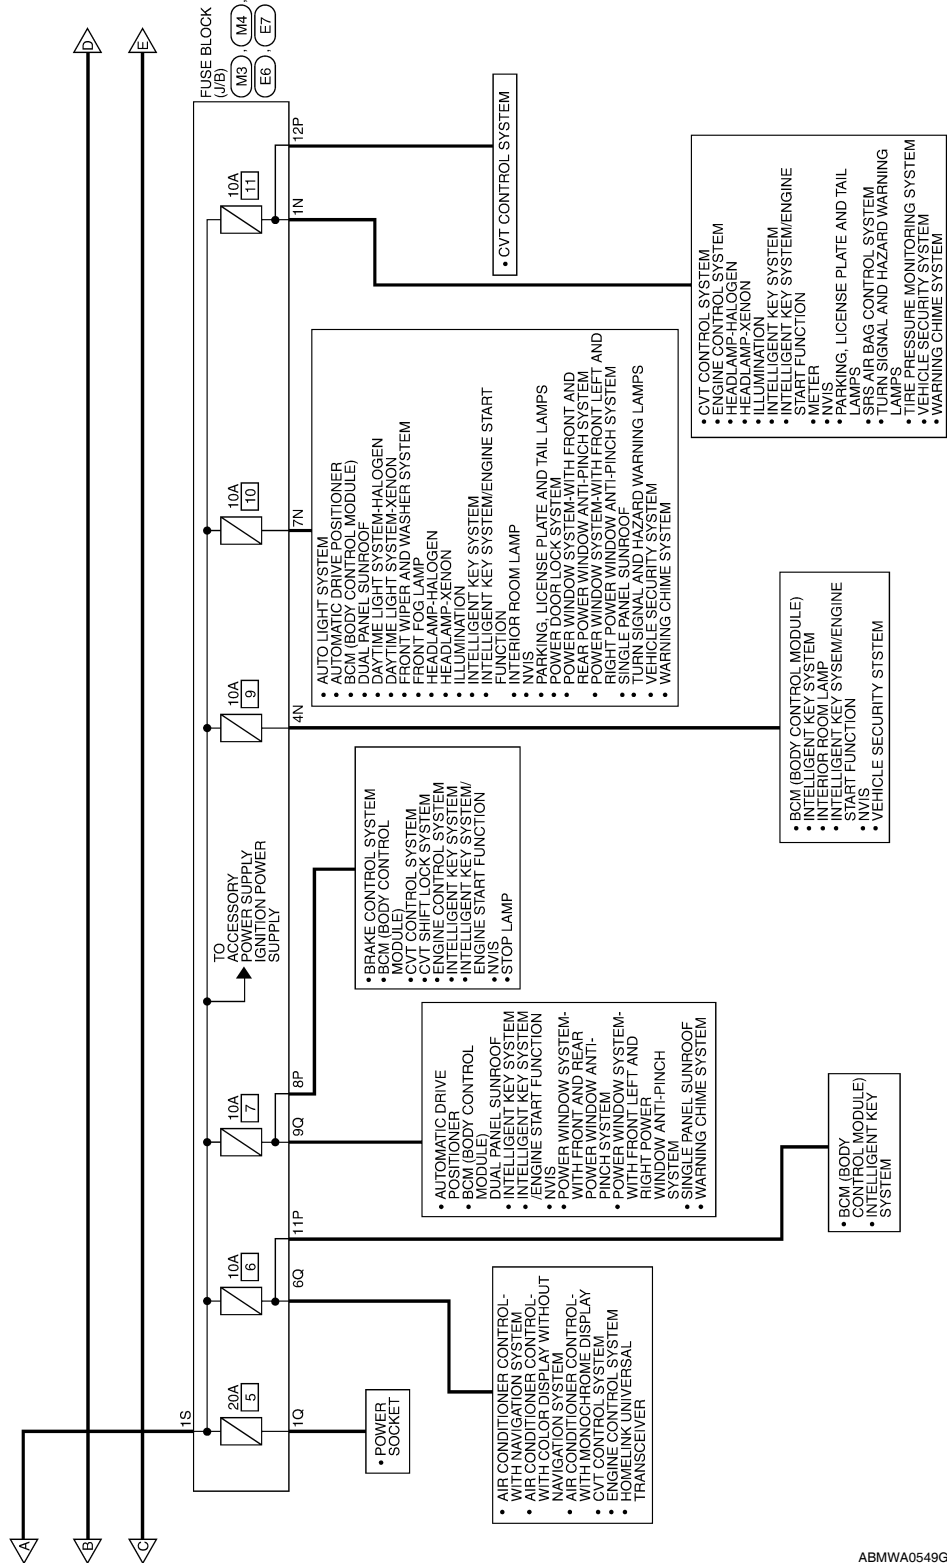 A
B
C
D
E
FUSE BLOCK
(J/B)
M3 , M4 ,
E6 , E7
1S
20A
5
1Q
• POWER
SOCKET
10A
6
6Q
11P
• AIR CONDITIONER CONTROL-
WITH NAVIGATION SYSTEM
• AIR CONDITIONER CONTROL-
WITH COLOR DISPLAY WITHOUT
NAVIGATION SYSTEM
• AIR CONDITIONER CONTROL-
WITH MONOCHROME DISPLAY
• CVT CONTROL SYSTEM
• ENGINE CONTROL SYSTEM
• HOMELINK UNIVERSAL
TRANSCEIVER
• BCM (BODY
CONTROL MODULE)
• INTELLIGENT KEY
SYSTEM
10A
7
9Q
8P
• AUTOMATIC DRIVE
POSITIONER
• BCM (BODY CONTROL
MODULE)
DUAL PANEL SUNROOF
• INTELLIGENT KEY SYSTEM
• INTELLIGENT KEY SYSTEM
/ENGINE START FUNCTION
• NVIS
• POWER WINDOW SYSTEM-
WITH FRONT AND REAR
POWER WINDOW ANTI-
PINCH SYSTEM
• POWER WINDOW SYSTEM-
WITH FRONT LEFT AND
RIGHT POWER
WINDOW ANTI-PINCH
SYSTEM
• SINGLE PANEL SUNROOF
• WARNING CHIME SYSTEM
• BRAKE CONTROL SYSTEM
• BCM (BODY CONTROL
MODULE)
• CVT CONTROL SYSTEM
• CVT SHIFT LOCK SYSTEM
• ENGINE CONTROL SYSTEM
• INTELLIGENT KEY SYSTEM
• INTELLIGENT KEY SYSTEM/
ENGINE START FUNCTION
• NVIS
• STOP LAMP
TO
ACCESSORY
POWER SUPPLY
IGNITION POWER
SUPPLY
10A
9
4N
• BCM (BODY CONTROL MODULE)
• INTELLIGENT KEY SYSTEM
• INTERIOR ROOM LAMP
• INTELLIGENT KEY SYSEM/ENGINE
START FUNCTION
• NVIS
• VEHICLE SECURITY STSTEM
10A
10
7N
• AUTO LIGHT SYSTEM
• AUTOMATIC DRIVE POSITIONER
• BCM (BODY CONTROL MODULE)
• DUAL PANEL SUNROOF
• DAYTIME LIGHT SYSTEM-HALOGEN
• DAYTIME LIGHT SYSTEM-XENON
• FRONT WIPER AND WASHER SYSTEM
• FRONT FOG LAMP
• HEADLAMP-HALOGEN
• HEADLAMP-XENON
• ILLUMINATION
• INTELLIGENT KEY SYSTEM
• INTELLIGENT KEY SYSTEM/ENGINE START
FUNCTION
• INTERIOR ROOM LAMP
• NVIS
• PARKING, LICENSE PLATE AND TAIL LAMPS
• POWER DOOR LOCK SYSTEM
• POWER WINDOW SYSTEM-WITH FRONT AND
REAR POWER WINDOW ANTI-PINCH SYSTEM
• POWER WINDOW SYSTEM-WITH FRONT LEFT AND
RIGHT POWER WINDOW ANTI-PINCH SYSTEM
• SINGLE PANEL SUNROOF
• TURN SIGNAL AND HAZARD WARNING LAMPS
• VEHICLE SECURITY SYSTEM
• WARNING CHIME SYSTEM
10A
11
1N
12P
• CVT CONTROL SYSTEM
• CVT CONTROL SYSTEM
• ENGINE CONTROL SYSTEM
• HEADLAMP-HALOGEN
• HEADLAMP-XENON
• ILLUMINATION
• INTELLIGENT KEY SYSTEM
• INTELLIGENT KEY SYSTEM/ENGINE
START FUNCTION
• METER
• NVIS
• PARKING, LICENSE PLATE AND TAIL
LAMPS
• SRS AIR BAG CONTROL SYSTEM
• TURN SIGNAL AND HAZARD WARNING
LAMPS
• TIRE PRESSURE MONITORING SYSTEM
• VEHICLE SECURITY SYSTEM
• WARNING CHIME SYSTEM
ABMWA0549G